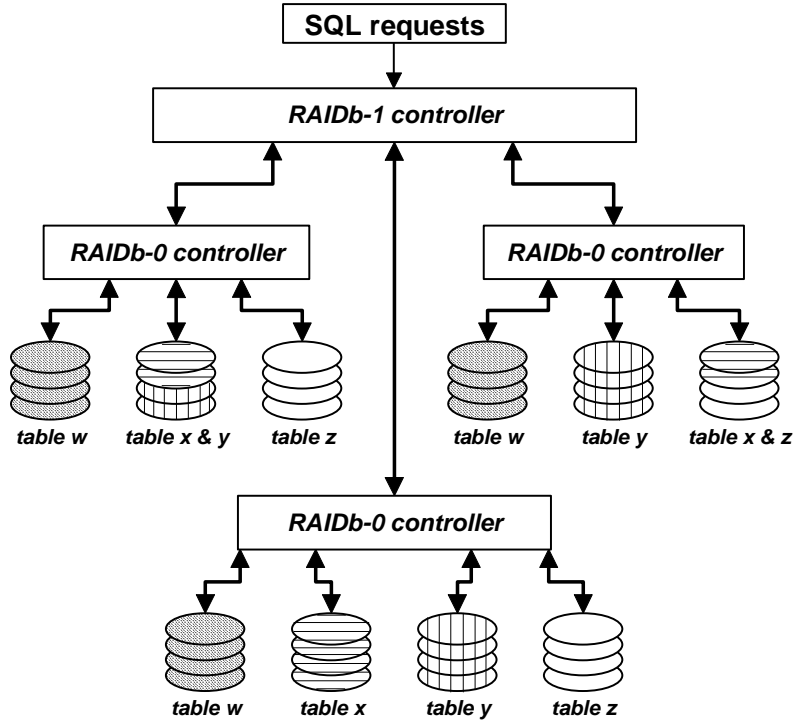 SQL requests
RAIDb-1 controller
RAIDb-0 controller
RAIDb-0 controller
table w
table x & y
table z
table w
table y
table x & z
RAIDb-0 controller
table w
table x
table y
table z